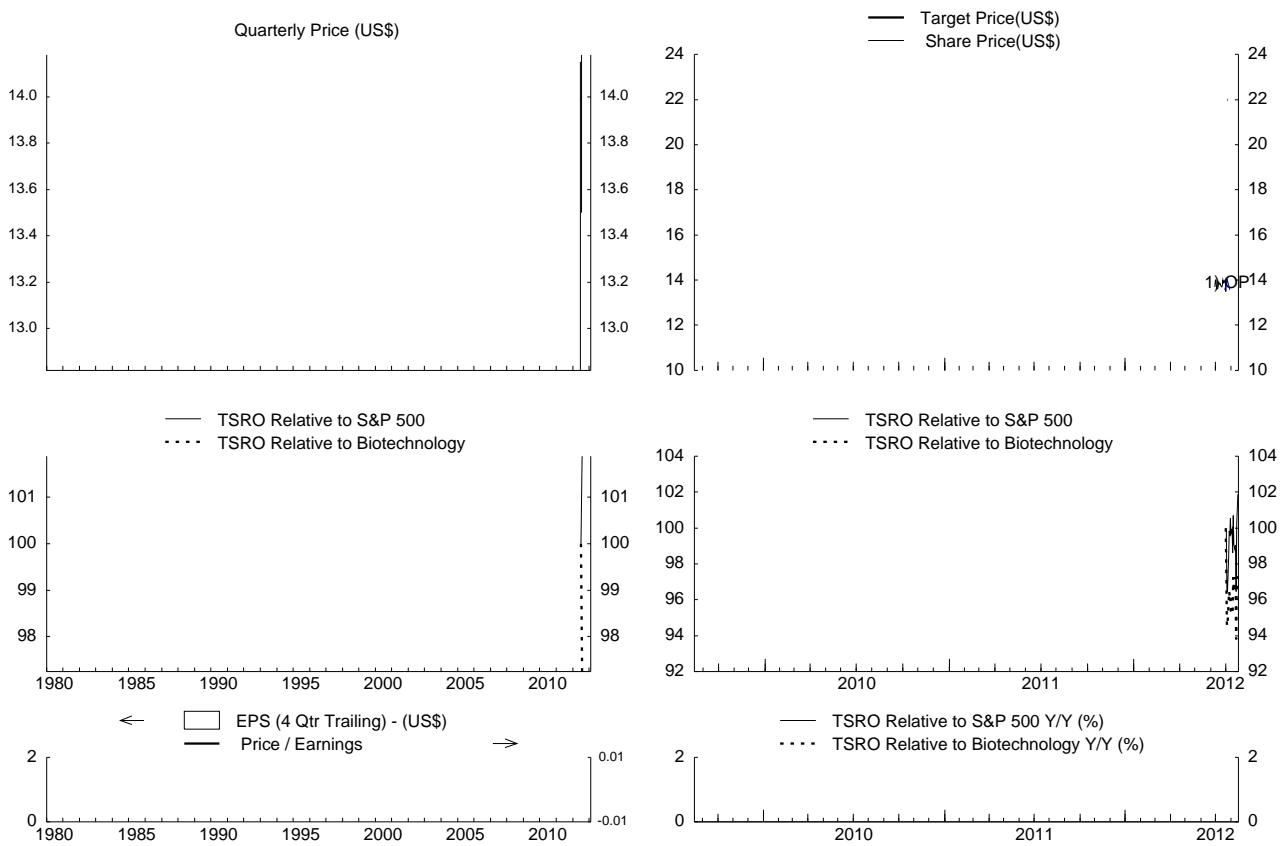 Quarterly Price (US$)
14.0 14.0
13.8 13.8
13.6 13.6
13.4 13.4
13.2 13.2
13.0 13.0
Target Price(US$)
Share Price(US$)
24 24
22 22
20 20
18 18
16 16
14 14
12 12
10 10
OP
TSRO Relative to S&P 500
TSRO Relative to Biotechnology
101 101
100 100
99 99
98 98
1980 1985 1990 1995 2000 2005 2010
TSRO Relative to S&P 500
TSRO Relative to Biotechnology
104 104
102 102
100 100
98 98
96 96
94 94
92 92
2010 2011 2012
EPS (4 Qtr Trailing) - (US$)
Price / Earnings
2 0.01
0 -0.01
1980 1985 1990 1995 2000 2005 2010
TSRO Relative to S&P 500 Y/Y (%)
TSRO Relative to Biotechnology Y/Y (%)
2 2
0 0
2010 2011 2012